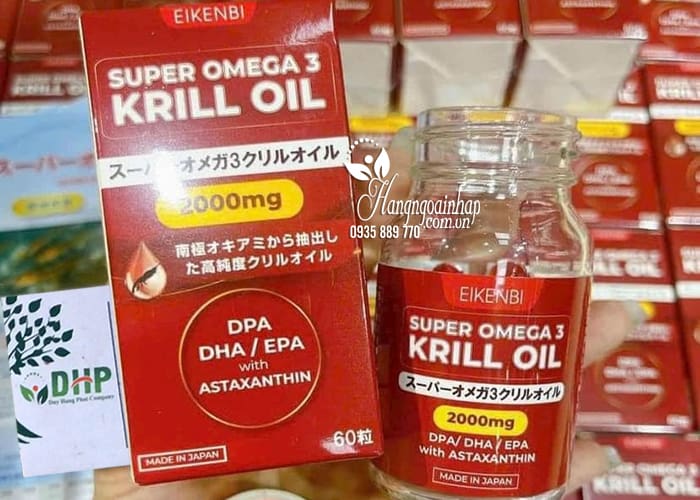 EIKENBI
SUPER OMEGA 3
KRILL OIL
スーパーオメガ3クリルオイル
2000mg
南極オキアミから抽出し
た高純度クリルオイル
DPA
DHA / EPA
with
ASTAXANTHIN
60粒
MADE IN JAPAN
Hangngoainhap
.com.vn
0935 889 770
EIKENBI
SUPER OMEGA 3
KRILL OIL
スーパーオメガ3クリルオイル
2000mg
DPA/ DHA / EPA
with ASTAXANTHIN
MADE IN JAPAN
DHP
Duy Hang Phat Company